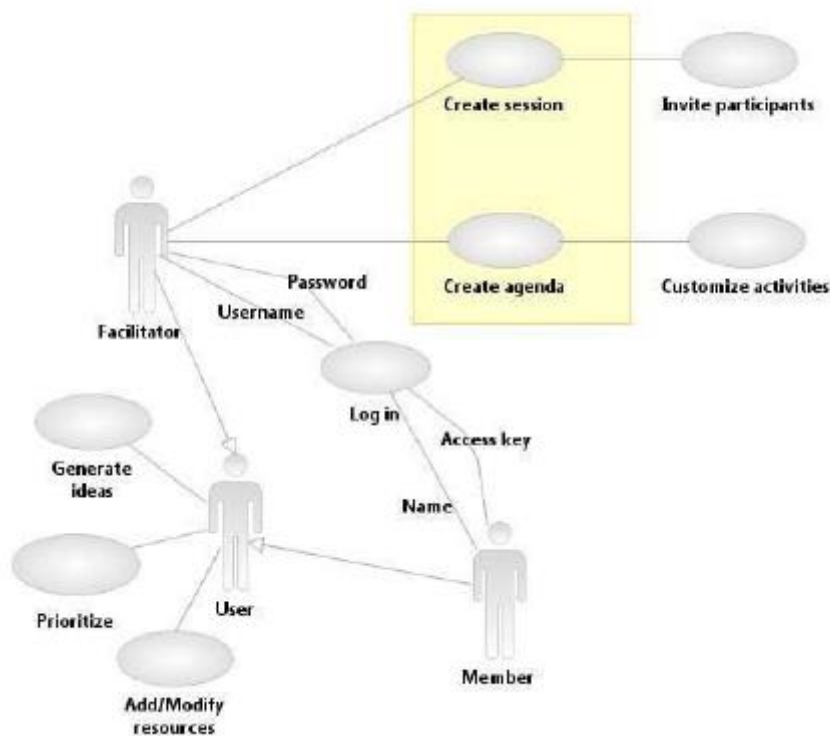 Create session
Invite participants
Password
Create agenda
Customize activities
Username
Facilitator
Log in
Access key
Generate
ideas
Name
User
Prioritize
Member
Add/Modify
resources